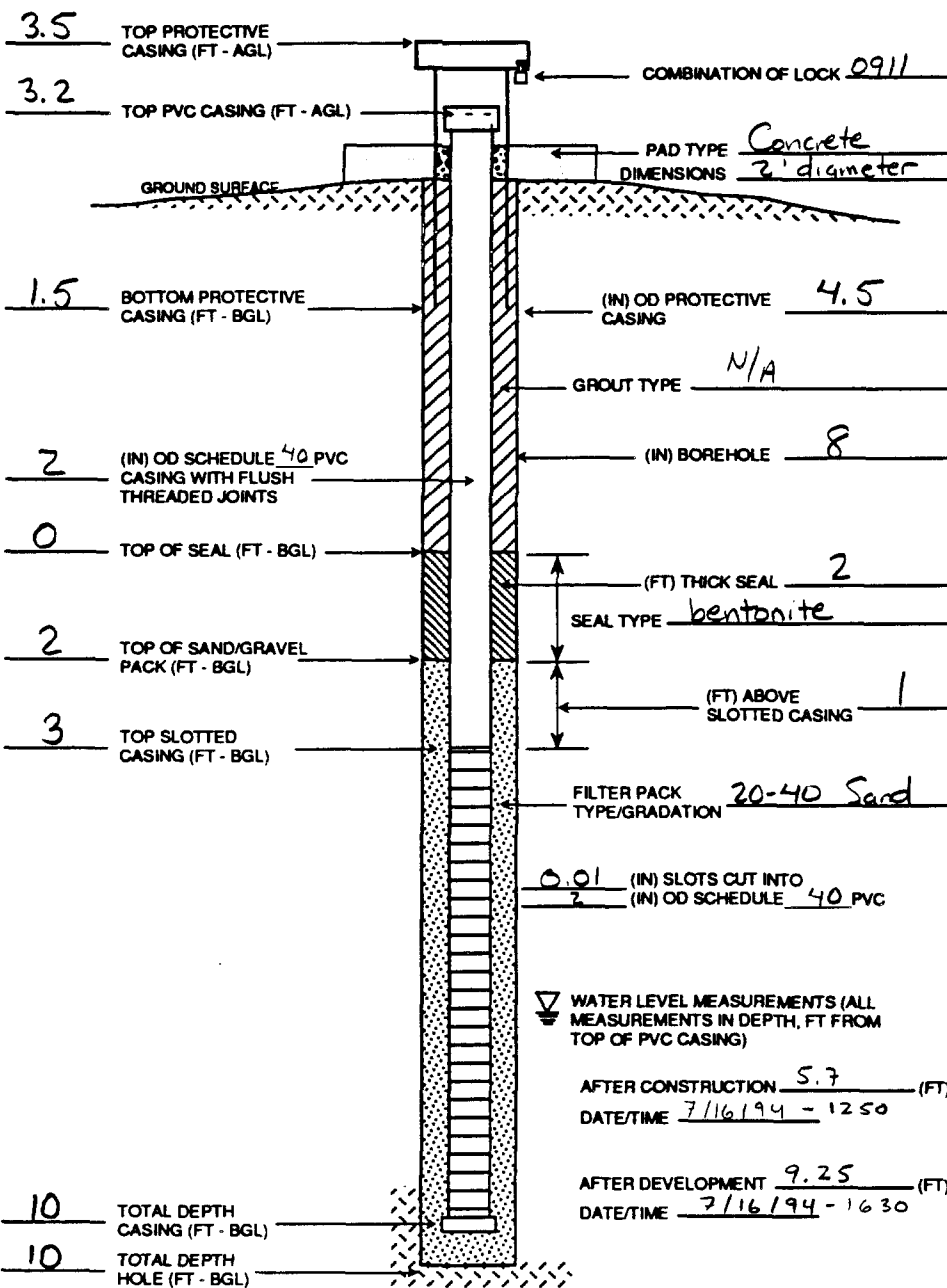 3.5 TOP PROTECTIVE
CASING (FT - AGL)
COMBINATION OF LOCK 0911
3.2 TOP PVC CASING (FT - AGL)
PAD TYPE Concrete
DIMENSIONS 2' diameter
GROUND SURFACE
1.5 BOTTOM PROTECTIVE
CASING (FT - BGL)
(IN) OD PROTECTIVE 4.5
CASING
GROUT TYPE N/A
2 (IN) OD SCHEDULE 40 PVC
CASING WITH FLUSH
THREADED JOINTS
(IN) BOREHOLE 8
0 TOP OF SEAL (FT - BGL)
(FT) THICK SEAL 2
SEAL TYPE bentonite
2 TOP OF SAND/GRAVEL
PACK (FT - BGL)
(FT) ABOVE 1
SLOTTED CASING
3 TOP SLOTTED
CASING (FT - BGL)
FILTER PACK
TYPE/GRADATION 20-40 Sand
0.01 (IN) SLOTS CUT INTO
2 (IN) OD SCHEDULE 40 PVC
WATER LEVEL MEASUREMENTS (ALL
MEASUREMENTS IN DEPTH, FT FROM
TOP OF PVC CASING)
AFTER CONSTRUCTION 5.7 (FT)
DATE/TIME 7/16/94 - 1250
AFTER DEVELOPMENT 9.25 (FT)
DATE/TIME 7/16/94 - 1630
10 TOTAL DEPTH
CASING (FT - BGL)
10 TOTAL DEPTH
HOLE (FT - BGL)